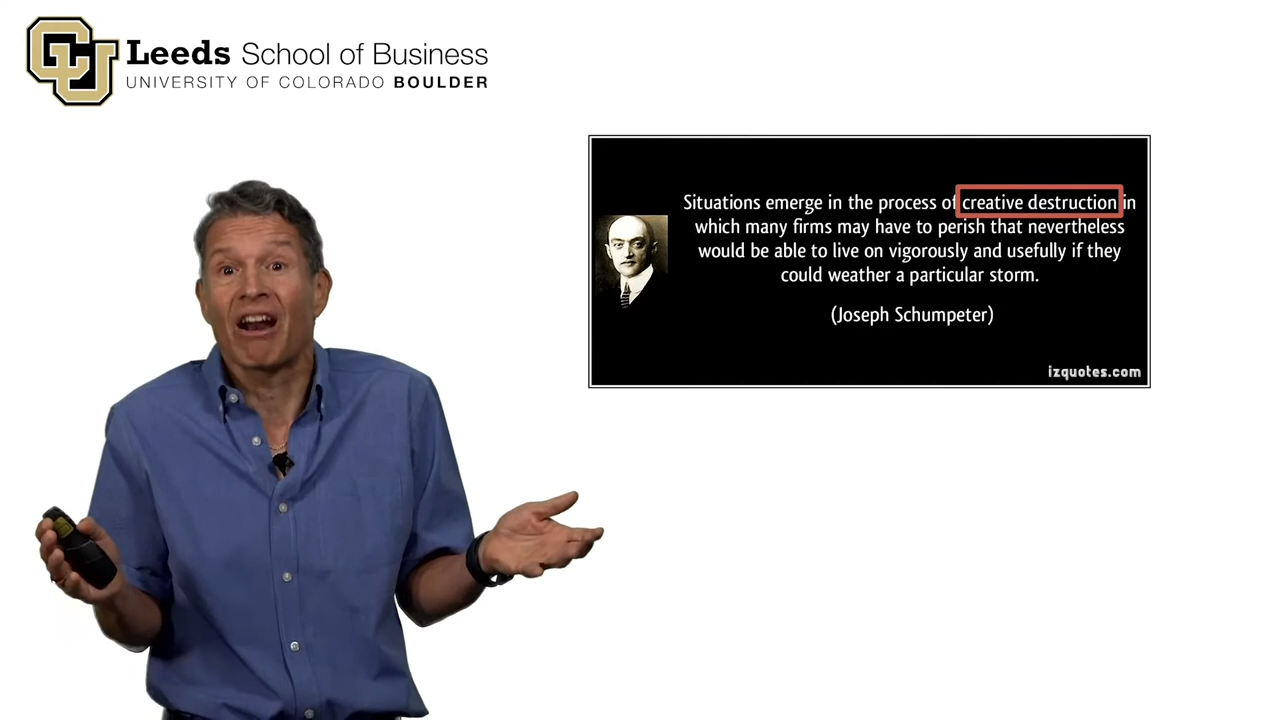 Leeds School of Business
UNIVERSITY OF COLORADO BOULDER
Situations emerge in the process of creative destruction in
which many firms may have to perish that nevertheless
would be able to live on vigorously and usefully if they
could weather a particular storm.
(Joseph Schumpeter)
izquotes.com